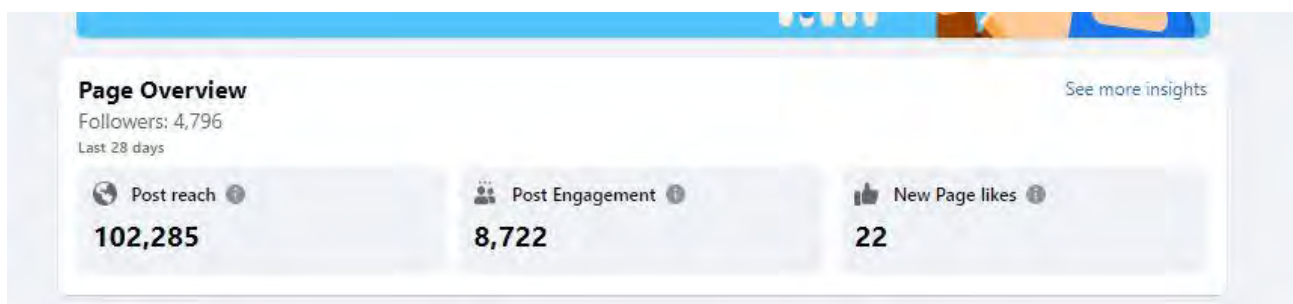 Page Overview
See more insights
Followers: 4,796
Last 28 days
Post reach
Post Engagement
New Page likes
102,285
8,722
22